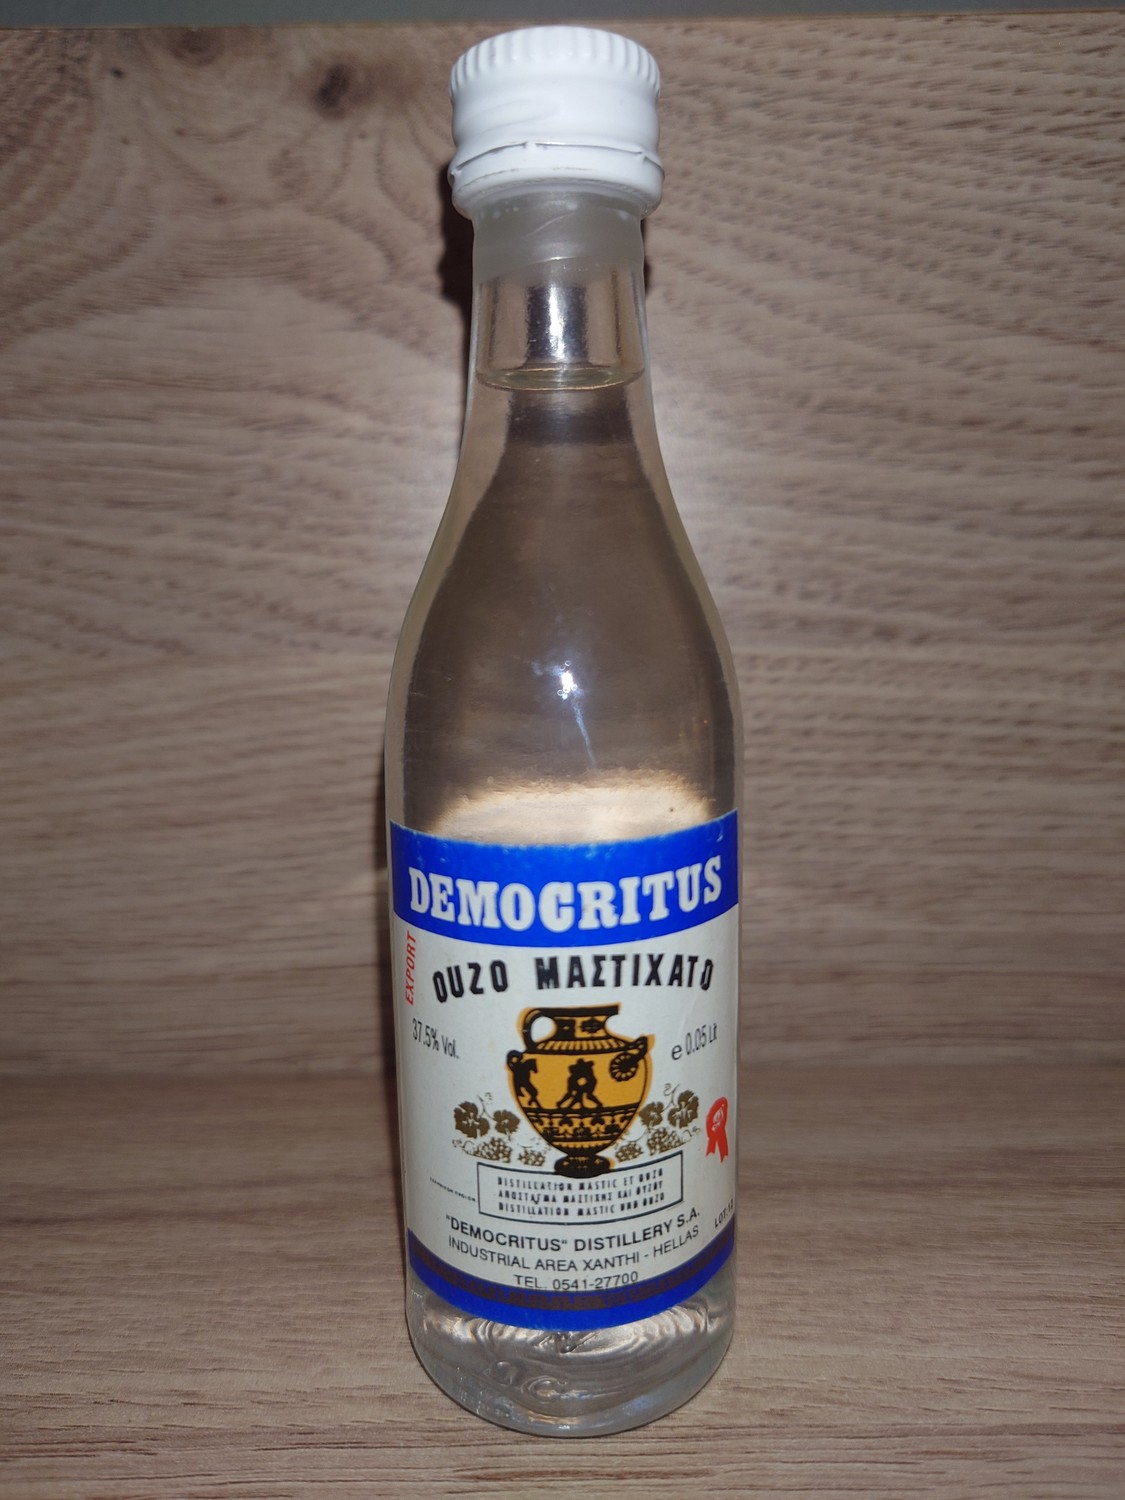 DEMOCRITUS
EXPORT
ΟUΖΟ ΜΑΣΤΙΧΑΤΟ
37.5% Vol.
e 0.05 Lit
DISTILLATION MASTIC ET OUZO
ΑΠΟΣΤΑΓΜΑ ΜΑΣΤΙΧΗΣ ΚΑΙ ΟΥΖΟΥ
DISTILLATION MASTIC UND OUZO
"DEMOCRITUS" DISTILLERY S.A.
INDUSTRIAL AREA XANTHI - HELLAS
TEL. 0541-27700